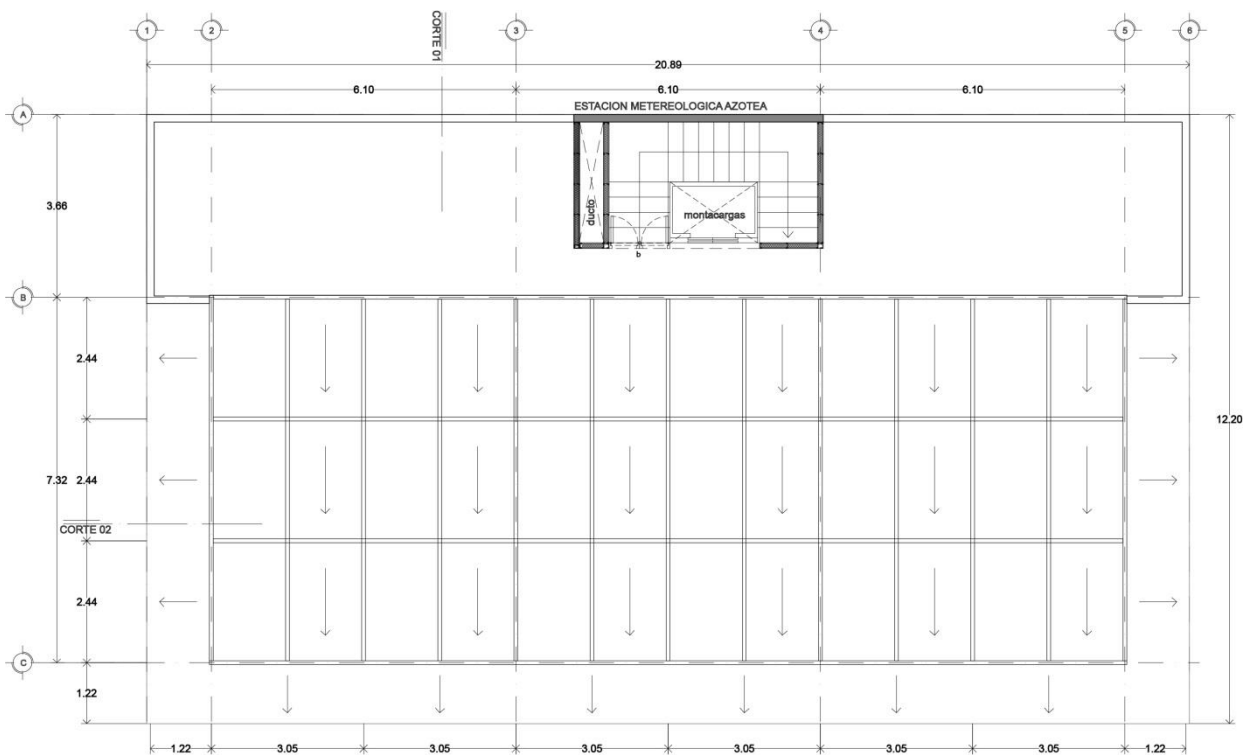 1 2 3 4 5 6
CORTE 01
20.89
6.10 6.10 6.10
ESTACION METEREOLOGICA AZOTEA
A
3.66
ducto
montacargas
b
B
2.44
12.20
7.32 2.44
CORTE 02
2.44
C
1.22
1.22 3.05 3.05 3.05 3.05 3.05 3.05 1.22